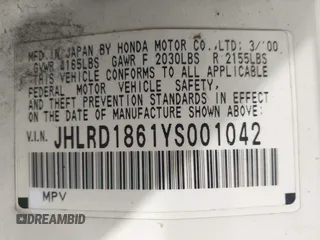 MFD. IN JAPAN BY HONDA MOTOR CO.,LTD: 3/'00
GAWR 4165LBS GAWR F 2030LBS R 2155LBS
THIS VEHICLE CONFORMS TO ALL APPLICABLE
FEDERAL MOTOR VEHICLE SAFETY,
AND THEFT PREVENTION STANDARDS IN EFFECT ON THE
DATE OF MANUFACTURE SHOWN ABOVE:
V.I.N. JHLRD1861YS001042
MPV
DREAMBID